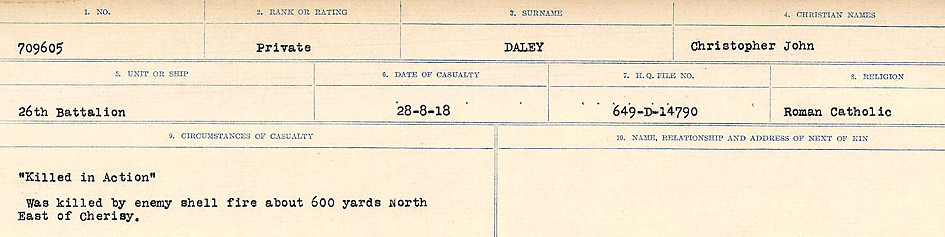 1. NO. 2. RANK OR RATING 3. SURNAME 4. CHRISTIAN NAMES
709605 Private DALEY Christopher John
5. UNIT OR SHIP 6. DATE OF CASUALTY 7. H.Q. FILE NO. 8. RELIGION
26th Battalion 28-8-18 649-D-14790 Roman Catholic
9. CIRCUMSTANCES OF CASUALTY 10. NAME, RELATIONSHIP AND ADDRESS OF NEXT OF KIN
"Killed in Action"
Was killed by enemy shell fire about 600 yards North
East of Cherisy.